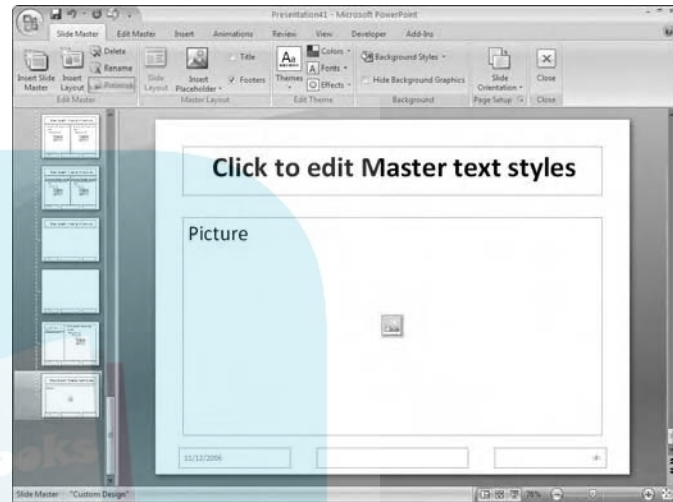 Presentation41 - Microsoft PowerPoint
Slide Master Edit Master Insert Animations Review View Developer Add-Ins
Insert Slide Master
Insert Layout
Delete
Rename
Preserve
Edit Master
Slide Layout
Insert Placeholder
Title
Footers
Master Layout
Themes
Colors
Fonts
Effects
Edit Theme
Background Styles
Hide Background Graphics
Background
Slide Orientation
Page Setup
Close
Close
Click to edit Master text styles
Picture
11/12/2006
ooks
Slide Master "Custom Design" 76%